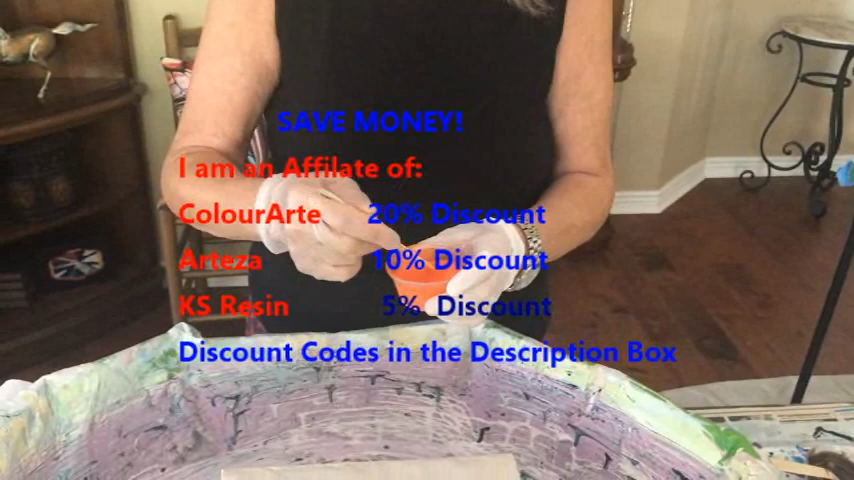 SAVE MONEY!
I am an Affilate of:
ColourArte 20% Discount
Arteza 10% Discount
KS Resin 5% Discount
Discount Codes in the Description Box